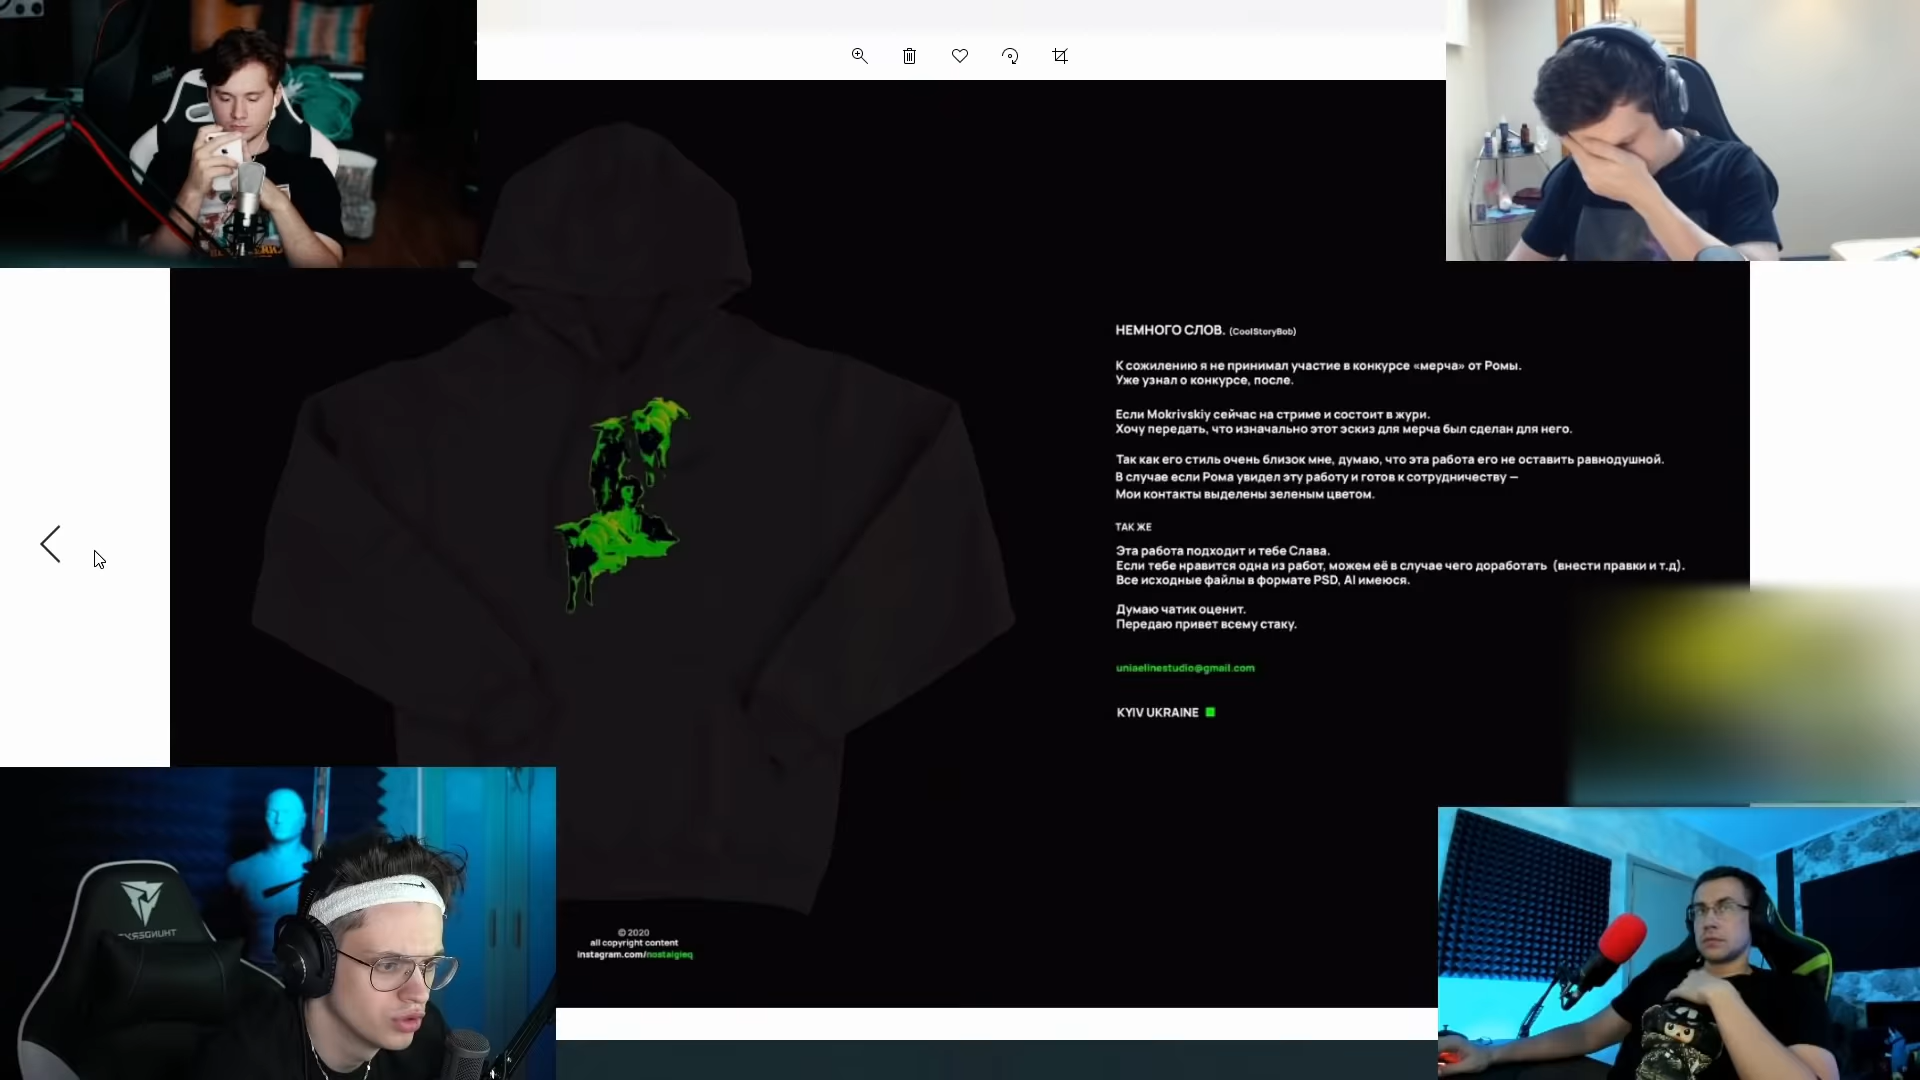 НЕМНОГО СЛОВ. (CoolStoryBob)
К сожилению я не принимал участие в конкурсе «мерча» от Ромы.
Уже узнал о конкурсе, после.
Если Mokrivskiy сейчас на стриме и состоит в жури.
Хочу передать, что изначально этот эскиз для мерча был сделан для него.
Так как его стиль очень близок мне, думаю, что эта работа его не оставить равнодушной.
В случае если Рома увидел эту работу и готов к сотрудничеству —
Мои контакты выделены зеленым цветом.
ТАК ЖЕ
Эта работа подходит и тебе Слава.
Если тебе нравится одна из работ, можем её в случае чего доработать (внести правки и т.д).
Все исходные файлы в формате PSD, AI имеюся.
Думаю чатик оценит.
Передаю привет всему стаку.
uniaelinestudio@gmail.com
KYIV UKRAINE
© 2020
all copyright content
instagram.com/nostalgieq